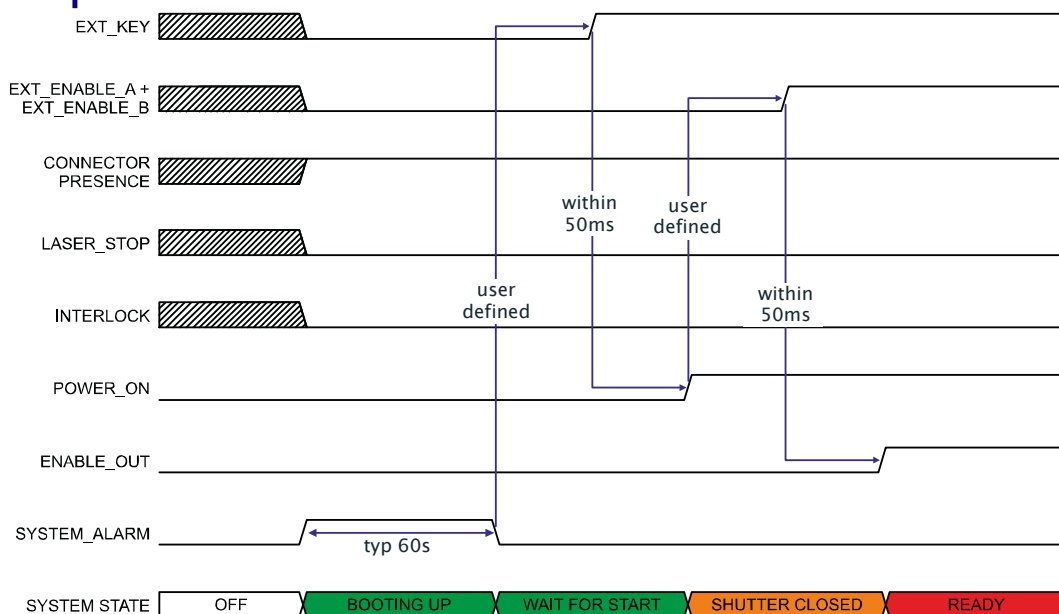 EXT_KEY
EXT_ENABLE_A +
EXT_ENABLE_B
CONNECTOR
PRESENCE
within
50ms
user
defined
LASER_STOP
user
defined
within
50ms
INTERLOCK
POWER_ON
ENABLE_OUT
SYSTEM_ALARM
typ 60s
SYSTEM STATE
OFF
BOOTING UP
WAIT FOR START
SHUTTER CLOSED
READY